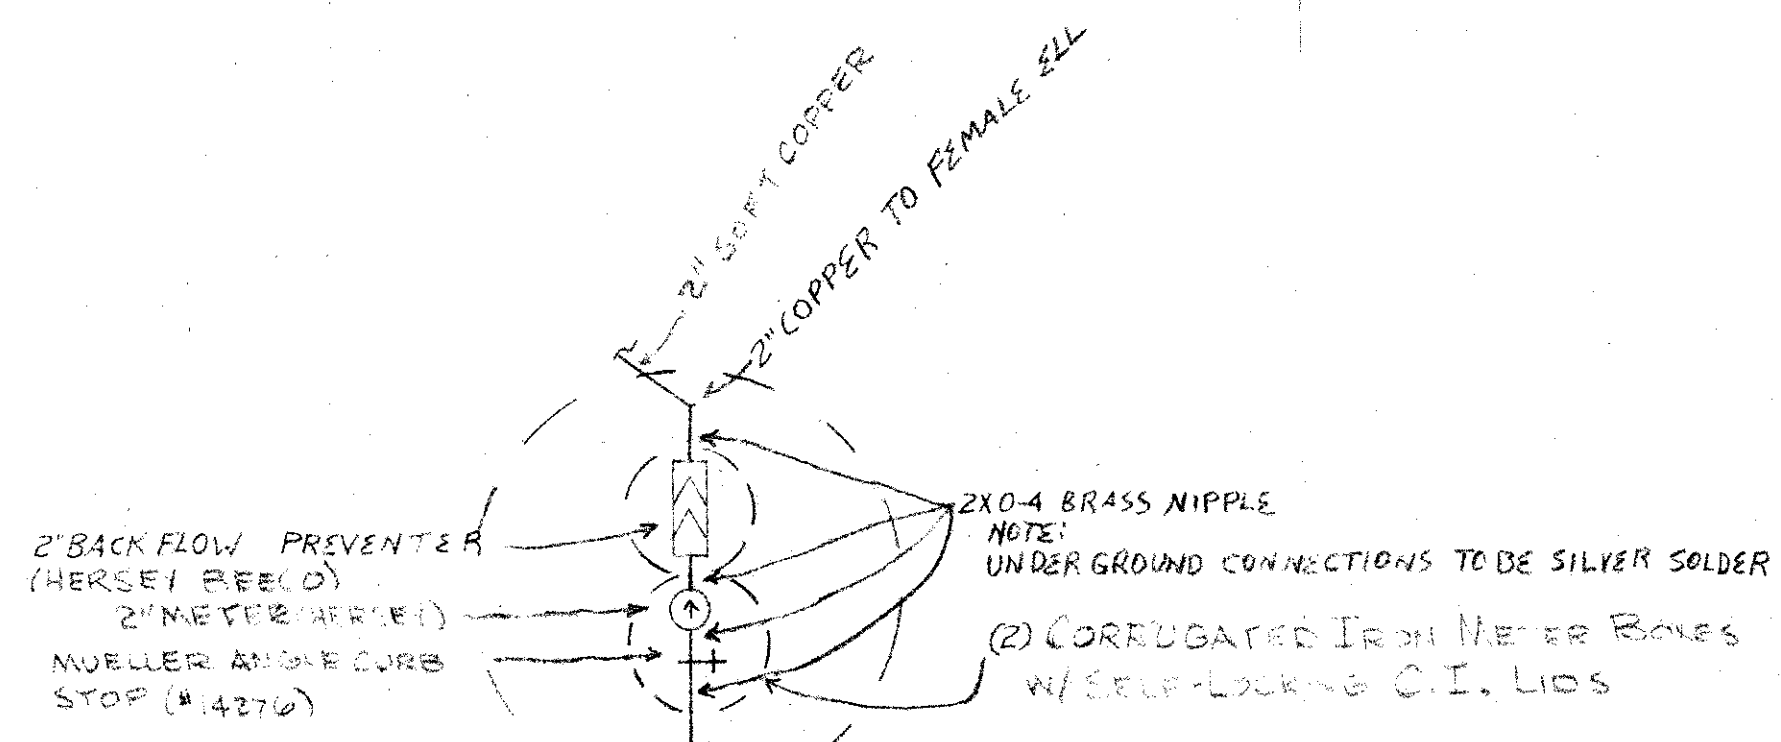 2" SOFT COPPER
2" COPPER TO FEMALE ELL
2X0-4 BRASS NIPPLE
NOTE:
UNDERGROUND CONNECTIONS TO BE SILVER SOLDER
2" BACK FLOW PREVENTER
(HERSEY BEECO)
2" METER (HERSEY)
MUELLER ANGLE CURB
STOP (#14276)
(2) CORRUGATED IRON METER BOXES
W/ SELF-LOCKING C.I. LIDS